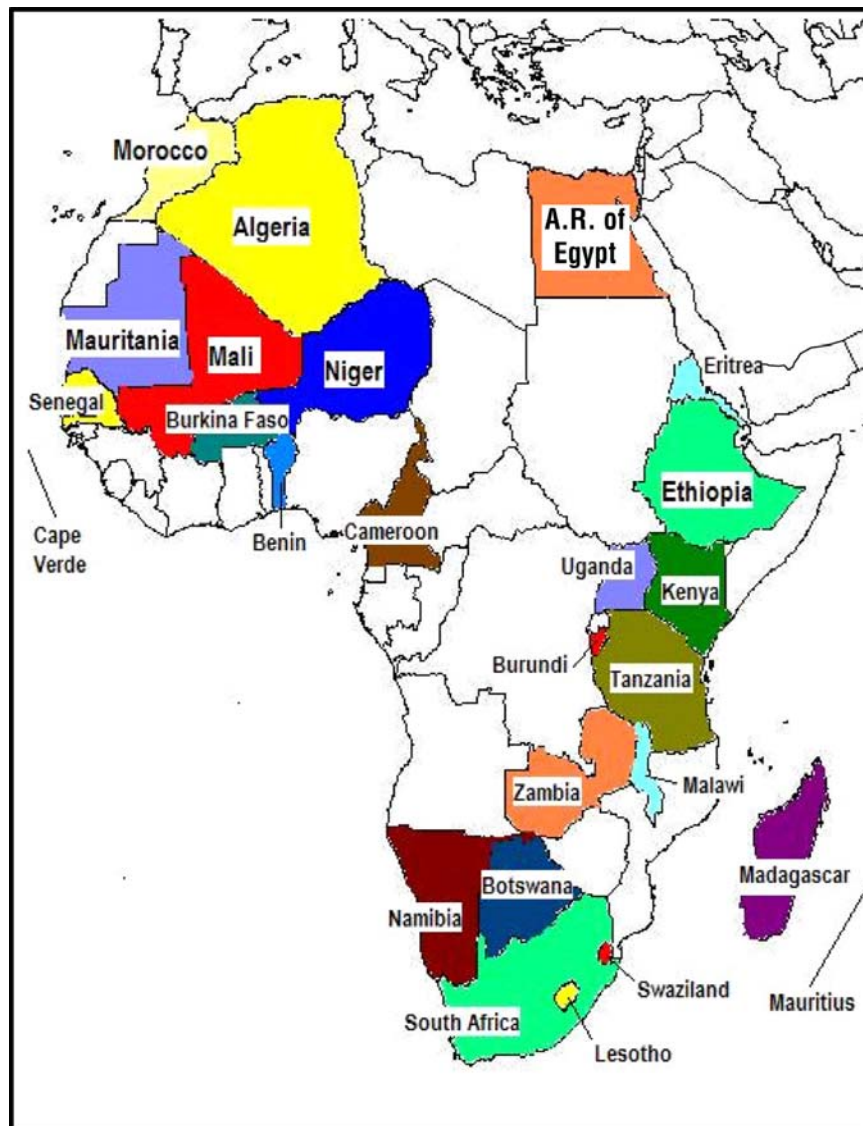 Morocco
Algeria
A.R. of
Egypt
Mauritania
Mali
Niger
Eritrea
Senegal
Burkina Faso
Ethiopia
Cape
Verde
Benin
Cameroon
Uganda
Kenya
Burundi
Tanzania
Zambia
Malawi
Botswana
Madagascar
Namibia
Swaziland
Mauritius
South Africa
Lesotho